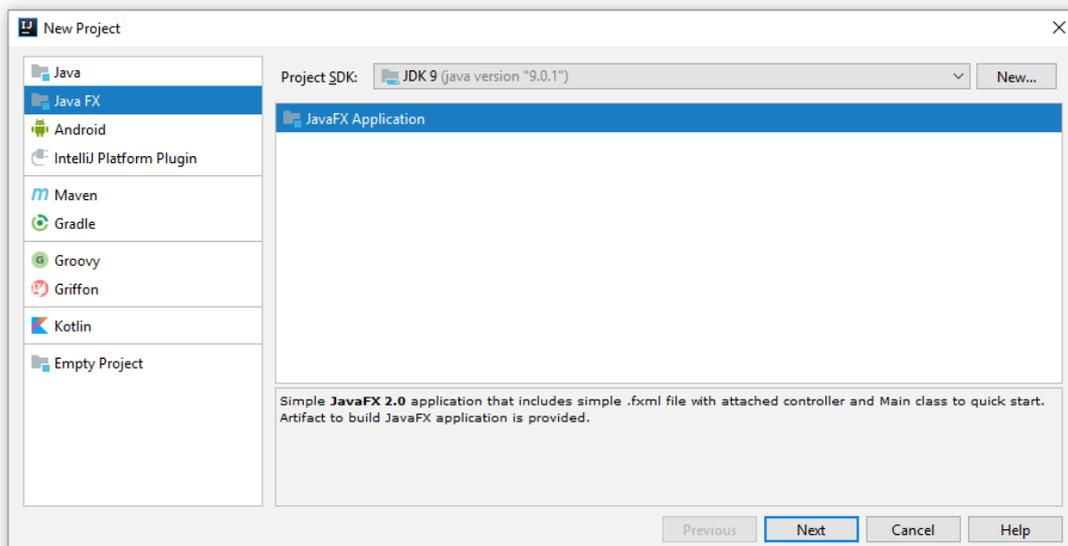 IJ New Project
Java
Java FX
Android
IntelliJ Platform Plugin
Maven
Gradle
G Groovy
Griffon
Kotlin
Empty Project
Project SDK: JDK 9 (java version "9.0.1") New...
JavaFX Application
Simple JavaFX 2.0 application that includes simple .fxml file with attached controller and Main class to quick start.
Artifact to build JavaFX application is provided.
Previous Next Cancel Help